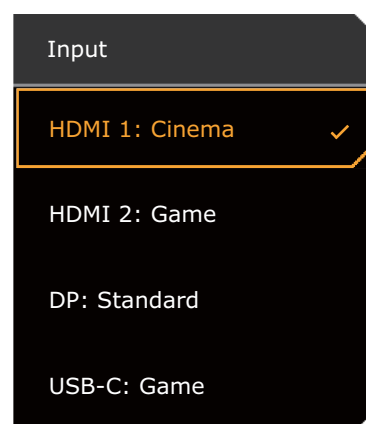 Input
HDMI 1: Cinema
HDMI 2: Game
DP: Standard
USB-C: Game